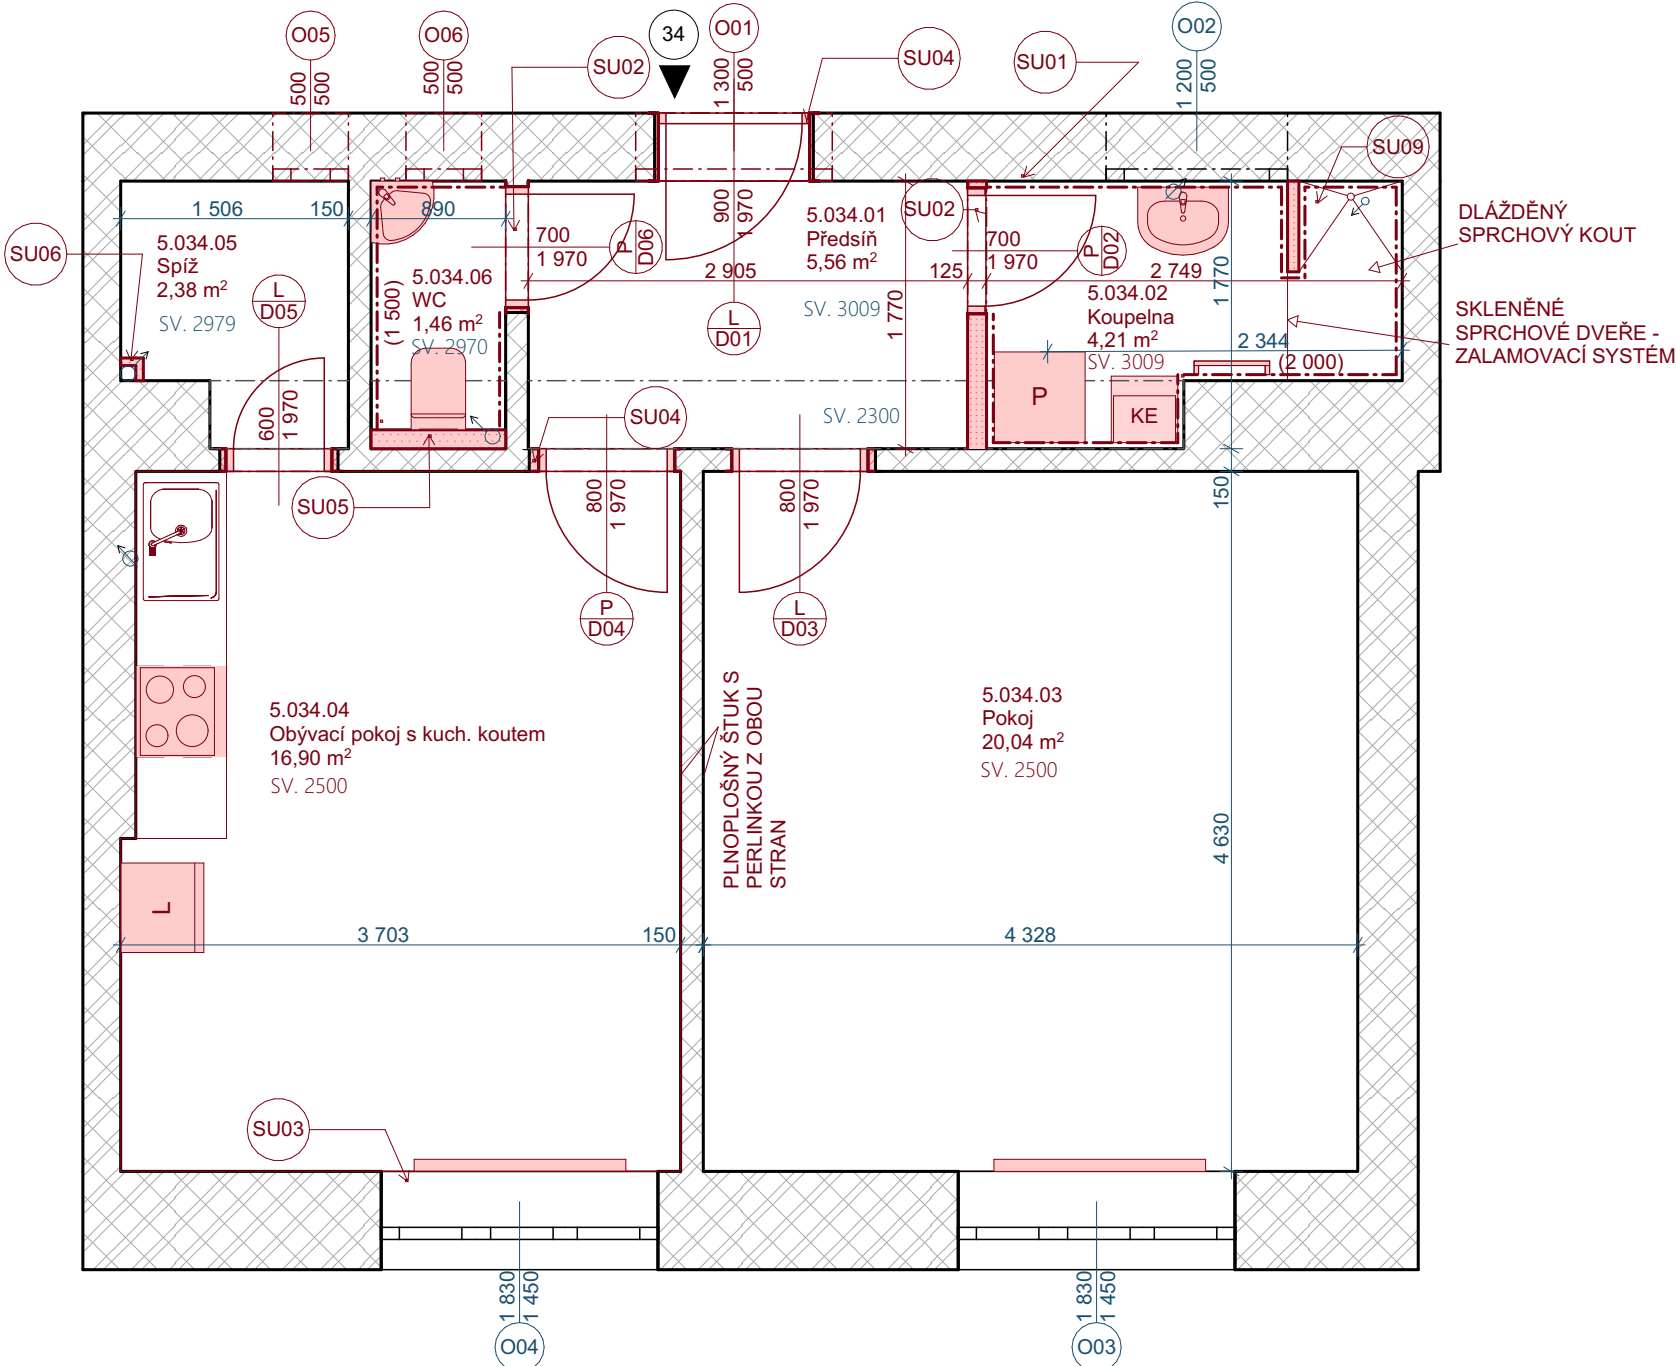 O05
O06
34
O01
O02
500
500
500
500
SU02
1 300
500
SU04
SU01
1 200
500
SU09
DLÁŽDĚNÝ
SPRCHOVÝ KOUT
SKLENĚNÉ
SPRCHOVÉ DVEŘE -
ZALAMOVACÍ SYSTÉM
SU06
1 506
150
890
5.034.05
Spíž
2,38 m²
SV. 2979
L
D05
600
1 970
5.034.06
WC
1,46 m²
SV. 2970
(1 500)
700
1 970
P
D06
900
1 970
5.034.01
Předsíň
5,56 m²
SV. 3009
2 905
125
L
D01
1 770
SV. 2300
SU02
700
1 970
P
D02
2 749
1 770
5.034.02
Koupelna
4,21 m²
SV. 3009
2 344
(2 000)
P
KE
SU04
SU05
800
1 970
P
D04
800
1 970
L
D03
150
5.034.04
Obývací pokoj s kuch. koutem
16,90 m²
SV. 2500
PLNOPLOŠNÝ ŠTUK S
PERLINKOU Z OBOU
STRAN
5.034.03
Pokoj
20,04 m²
SV. 2500
4 630
L
3 703
150
4 328
SU03
1 830
1 450
O04
1 830
1 450
O03